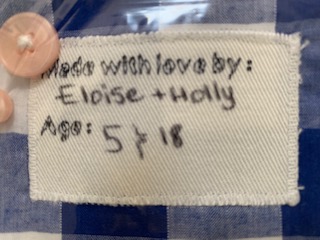 Made with love by:
Eloise + Holly
Age: 5 & 18